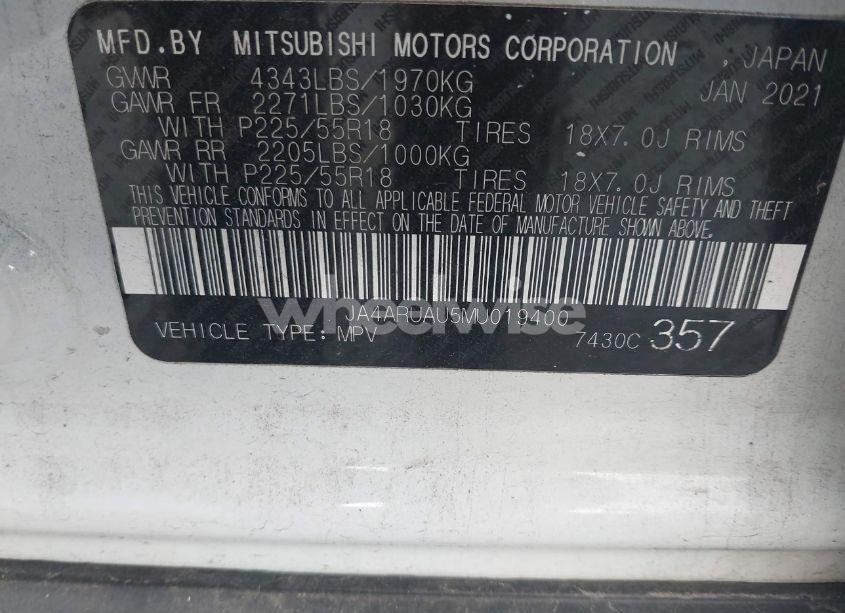 MFD.BY MITSUBISHI MOTORS CORPORATION , JAPAN
GVWR 4343LBS/1970KG JAN 2021
GAWR FR 2271LBS/1030KG
WITH P225/55R18 TIRES 18X7.0J RIMS
GAWR RR 2205LBS/1000KG
WITH P225/55R18 TIRES 18X7.0J RIMS
THIS VEHICLE CONFORMS TO ALL APPLICABLE FEDERAL MOTOR VEHICLE SAFETY AND THEFT
PREVENTION STANDARDS IN EFFECT ON THE DATE OF MANUFACTURE SHOWN ABOVE.
wheelwise
JA4ARUAU5MU019400
VEHICLE TYPE: MPV 7430C 357